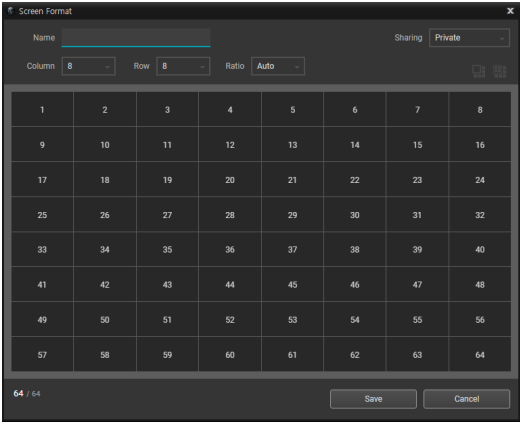 Screen Format
Name Sharing Private
Column 8 Row 8 Ratio Auto
1 2 3 4 5 6 7 8
9 10 11 12 13 14 15 16
17 18 19 20 21 22 23 24
25 26 27 28 29 30 31 32
33 34 35 36 37 38 39 40
41 42 43 44 45 46 47 48
49 50 51 52 53 54 55 56
57 58 59 60 61 62 63 64
64 / 64 Save Cancel